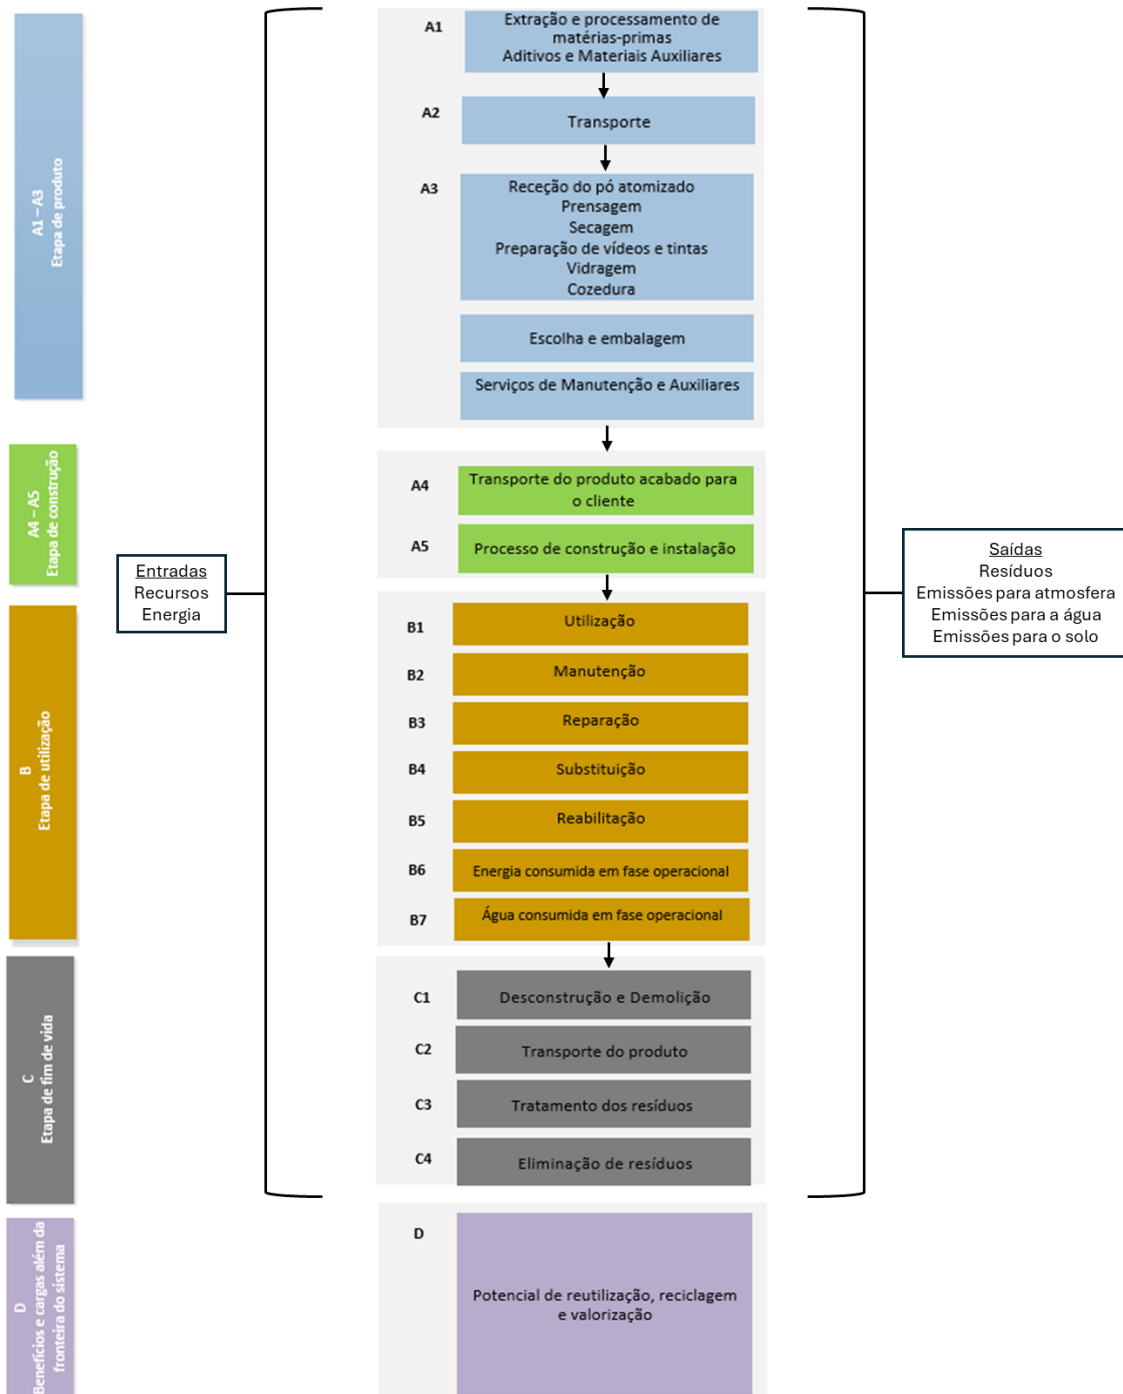 A1 – A3
Etapa de produto
A1
Extração e processamento de
matérias-primas
Aditivos e Materiais Auxiliares
A2
Transporte
A3
Receção do pó atomizado
Prensagem
Secagem
Preparação de vídeos e tintas
Vidragem
Cozedura
Escolha e embalagem
Serviços de Manutenção e Auxiliares
A4 – A5
Etapa de construção
A4
Transporte do produto acabado para
o cliente
A5
Processo de construção e instalação
Entradas
Recursos
Energia
Saídas
Resíduos
Emissões para atmosfera
Emissões para a água
Emissões para o solo
B
Etapa de utilização
B1
Utilização
B2
Manutenção
B3
Reparação
B4
Substituição
B5
Reabilitação
B6
Energia consumida em fase operacional
B7
Água consumida em fase operacional
C
Etapa de fim de vida
C1
Desconstrução e Demolição
C2
Transporte do produto
C3
Tratamento dos resíduos
C4
Eliminação de resíduos
D
Benefícios e cargas além da
fronteira do sistema
D
Potencial de reutilização, reciclagem
e valorização